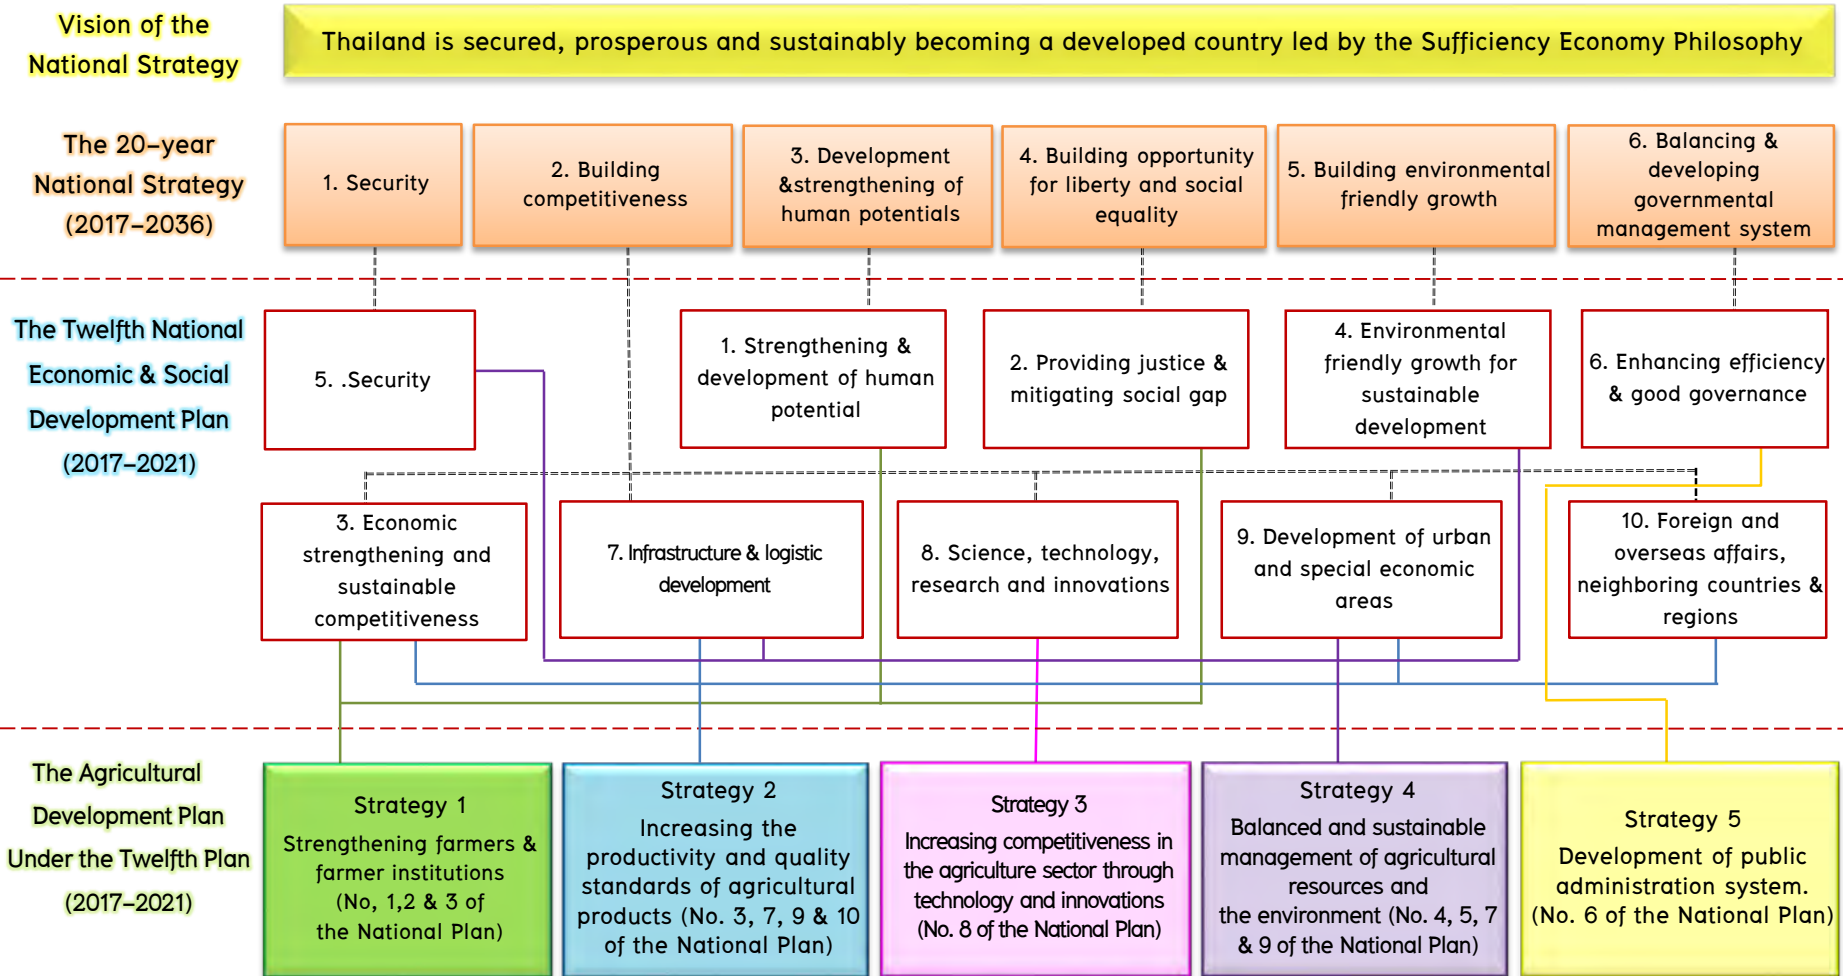 Vision of the
National Strategy
Thailand is secured, prosperous and sustainably becoming a developed country led by the Sufficiency Economy Philosophy
The 20-year
National Strategy
(2017-2036)
1. Security
2. Building
competitiveness
3. Development
&strengthening of
human potentials
4. Building opportunity
for liberty and social
equality
5. Building environmental
friendly growth
6. Balancing &
developing
governmental
management system
The Twelfth National
Economic & Social
Development Plan
(2017-2021)
5. .Security
1. Strengthening &
development of human
potential
2. Providing justice &
mitigating social gap
4. Environmental
friendly growth for
sustainable
development
6. Enhancing efficiency
& good governance
3. Economic
strengthening and
sustainable
competitiveness
7. Infrastructure & logistic
development
8. Science, technology,
research and innovations
9. Development of urban
and special economic
areas
10. Foreign and
overseas affairs,
neighboring countries &
regions
The Agricultural
Development Plan
Under the Twelfth Plan
(2017-2021)
Strategy 1
Strengthening farmers &
farmer institutions
(No, 1,2 & 3 of
the National Plan)
Strategy 2
Increasing the
productivity and quality
standards of agricultural
products (No. 3, 7, 9 & 10
of the National Plan)
Strategy 3
Increasing competitiveness in
the agriculture sector through
technology and innovations
(No. 8 of the National Plan)
Strategy 4
Balanced and sustainable
management of agricultural
resources and
the environment (No. 4, 5, 7
& 9 of the National Plan)
Strategy 5
Development of public
administration system.
(No. 6 of the National Plan)